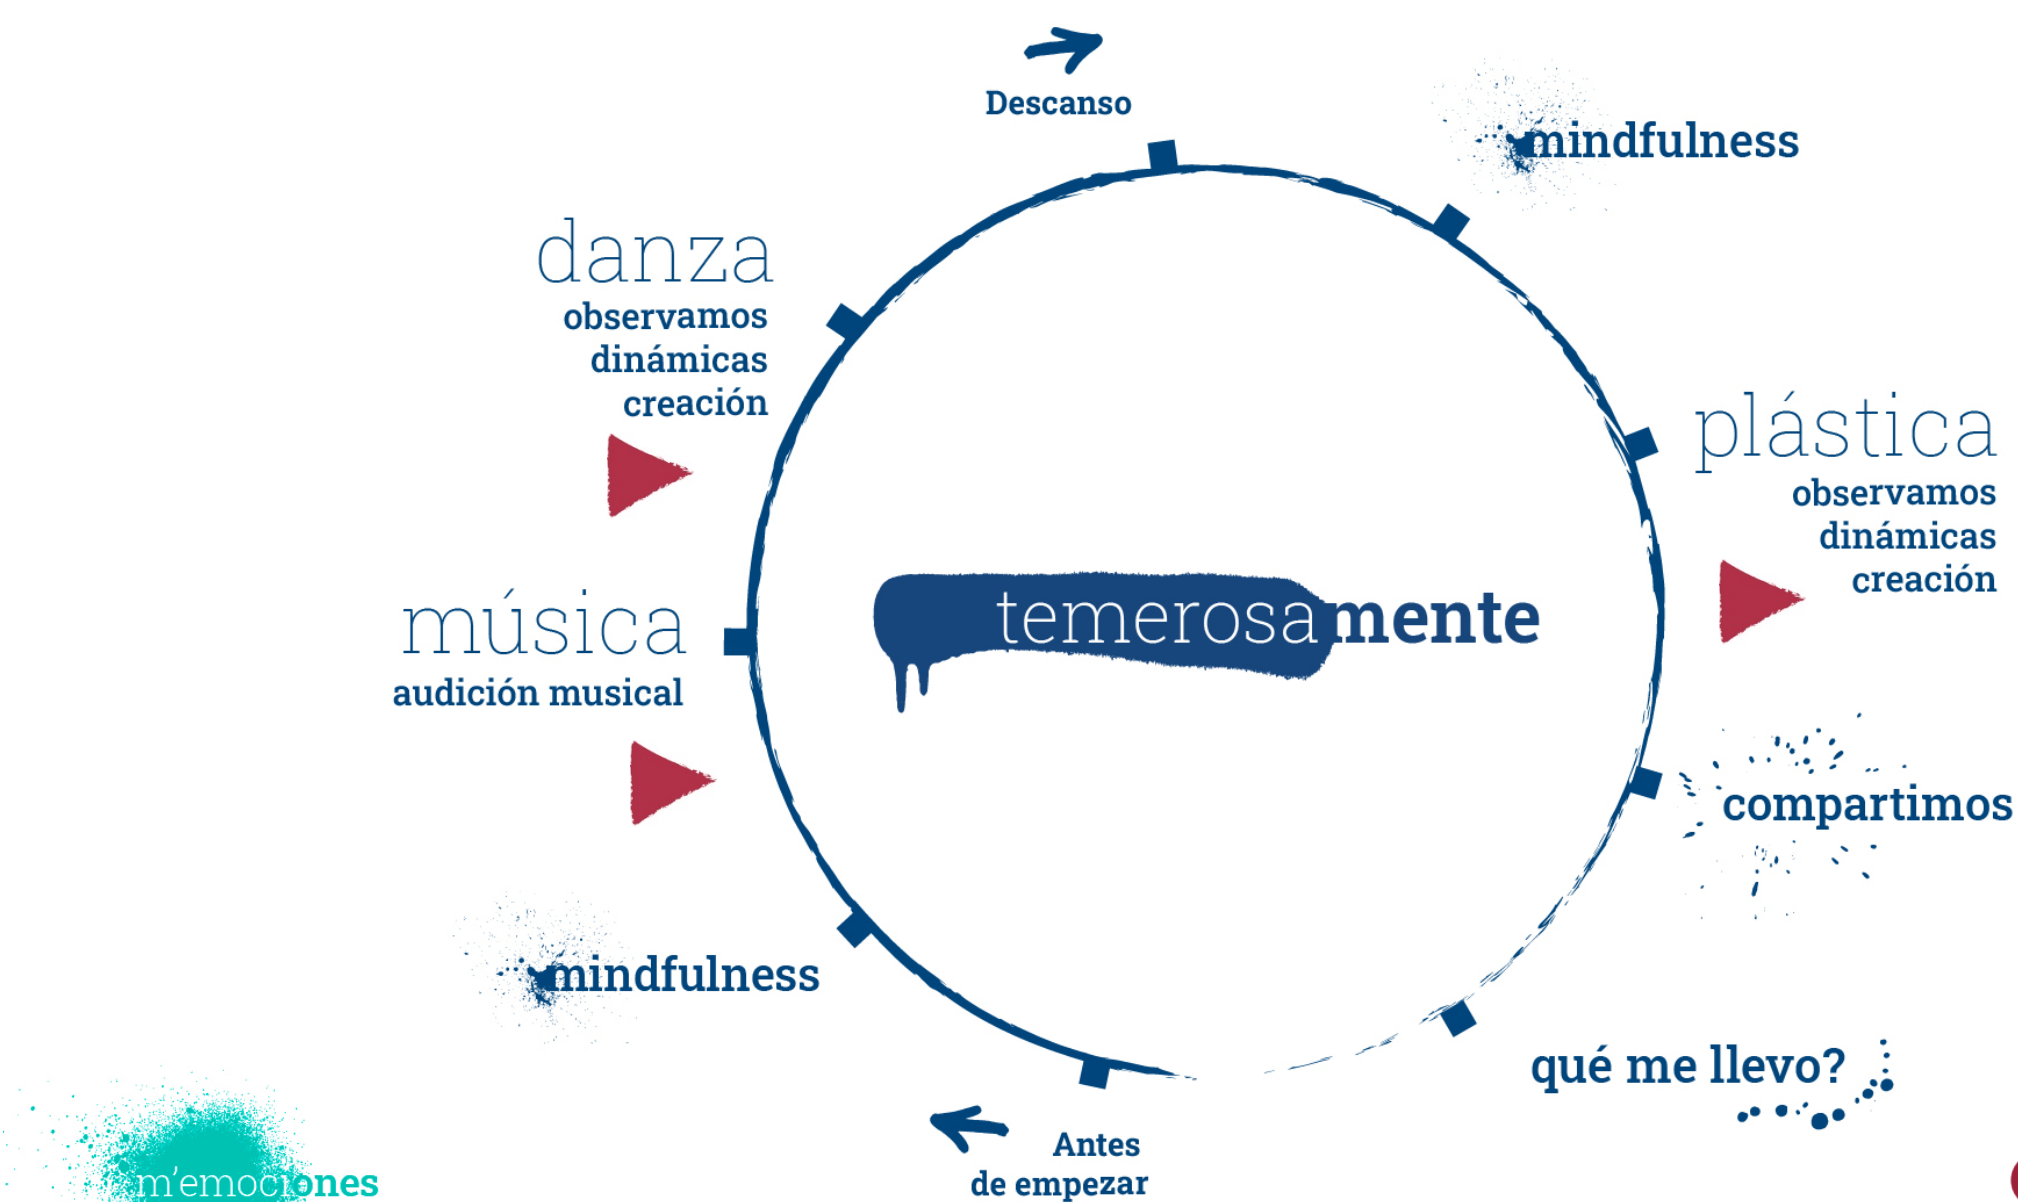 Descanso
mindfulness
danza
observamos
dinámicas
creación
plástica
observamos
dinámicas
creación
temerosamente
música
audición musical
compartimos
mindfulness
qué me llevo?
Antes
de empezar
m'emociones